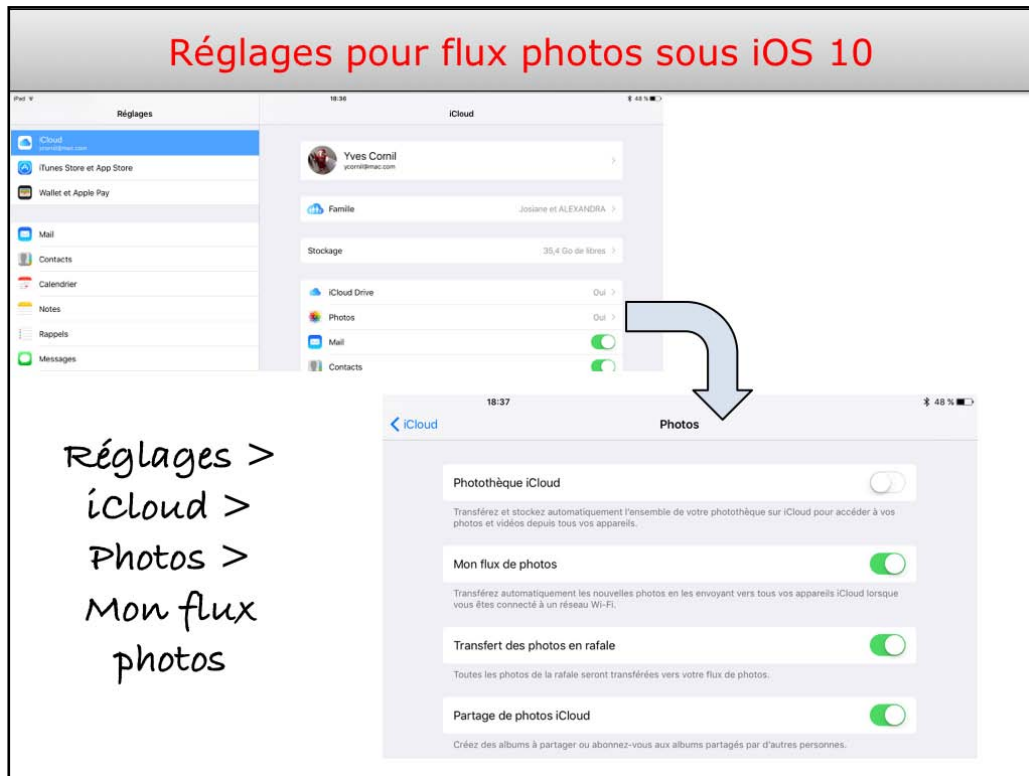 Réglages pour flux photos sous iOS 10
iPad
18:36
48 %
Réglages
iCloud
iCloud
ycornil@mac.com
iTunes Store et App Store
Wallet et Apple Pay
Mail
Contacts
Calendrier
Notes
Rappels
Messages
Yves Cornil
ycornil@mac.com
Famille
Josiane et ALEXANDRA >
Stockage
35,4 Go de libres >
iCloud Drive
Oui >
Photos
Oui >
Mail
Contacts
Réglages >
iCloud >
Photos >
Mon flux
photos
18:37
48 %
< iCloud
Photos
Photothèque iCloud
Transférez et stockez automatiquement l'ensemble de votre photothèque sur iCloud pour accéder à vos
photos et vidéos depuis tous vos appareils.
Mon flux de photos
Transférez automatiquement les nouvelles photos en les envoyant vers tous vos appareils iCloud lorsque
vous êtes connecté à un réseau Wi-Fi.
Transfert des photos en rafale
Toutes les photos de la rafale seront transférées vers votre flux de photos.
Partage de photos iCloud
Créez des albums à partager ou abonnez-vous aux albums partagés par d'autres personnes.